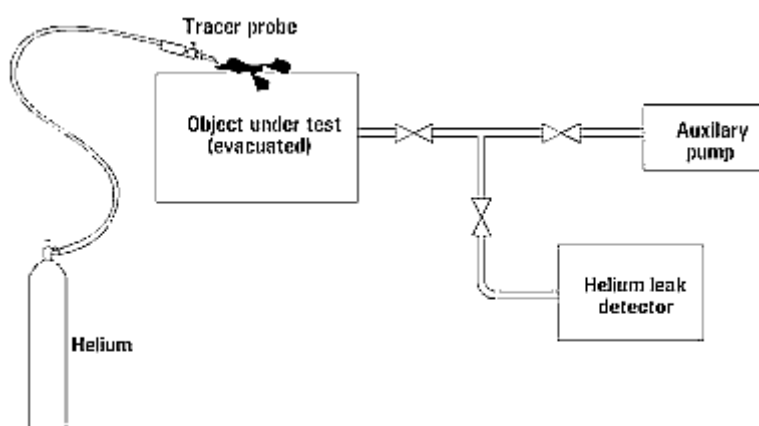 Tracer probe
Object under test
(evacuated)
Auxilary
pump
Helium leak
detector
Helium